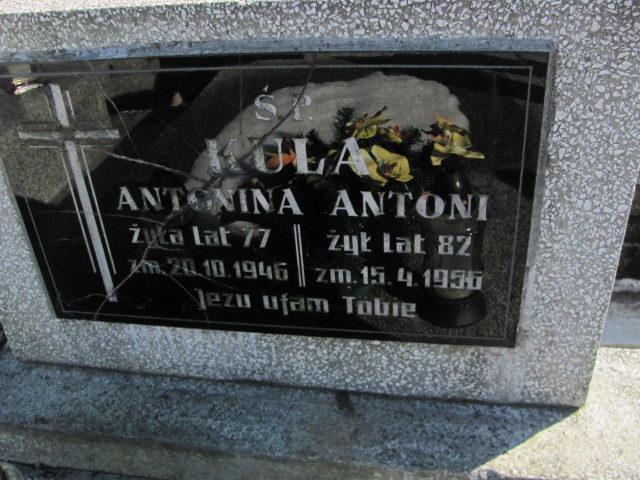 Ś.P.
KULA
ANTONINA ANTONI
żyła lat 77 żył lat 82
zm. 20.10.1946 zm. 15.4.1956
Jezu ufam Tobie